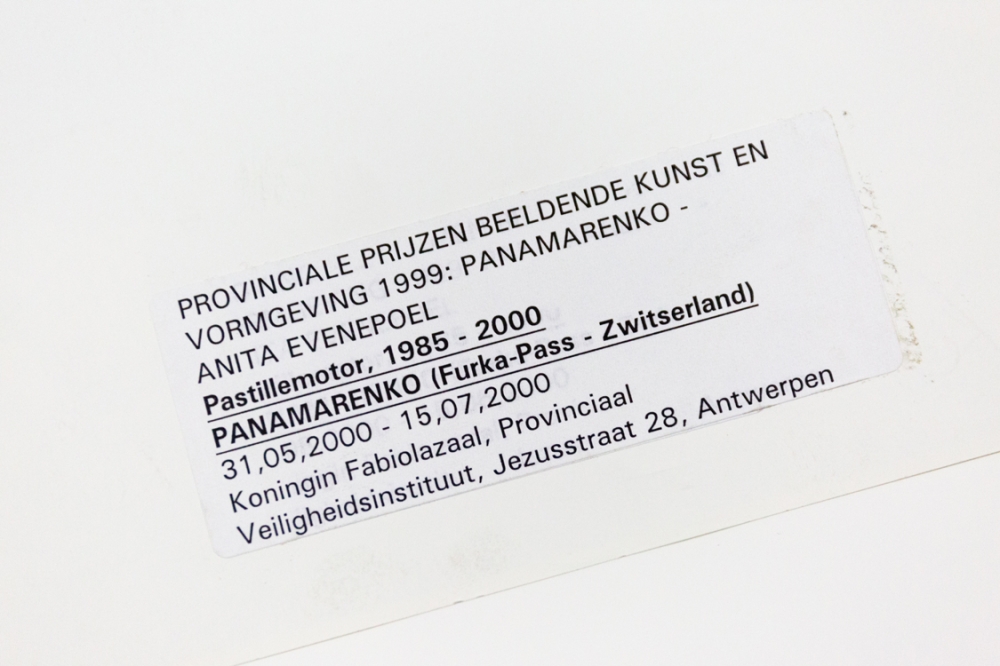 PROVINCIALE PRIJZEN BEELDENDE KUNST EN
VORMGEVING 1999: PANAMARENKO -
ANITA EVENEPOEL
Pastillemotor, 1985 - 2000
PANAMARENKO (Furka-Pass - Zwitserland)
31,05,2000 - 15,07,2000
Koningin Fabiolazaal, Provinciaal
Veiligheidsinstituut, Jezusstraat 28, Antwerpen